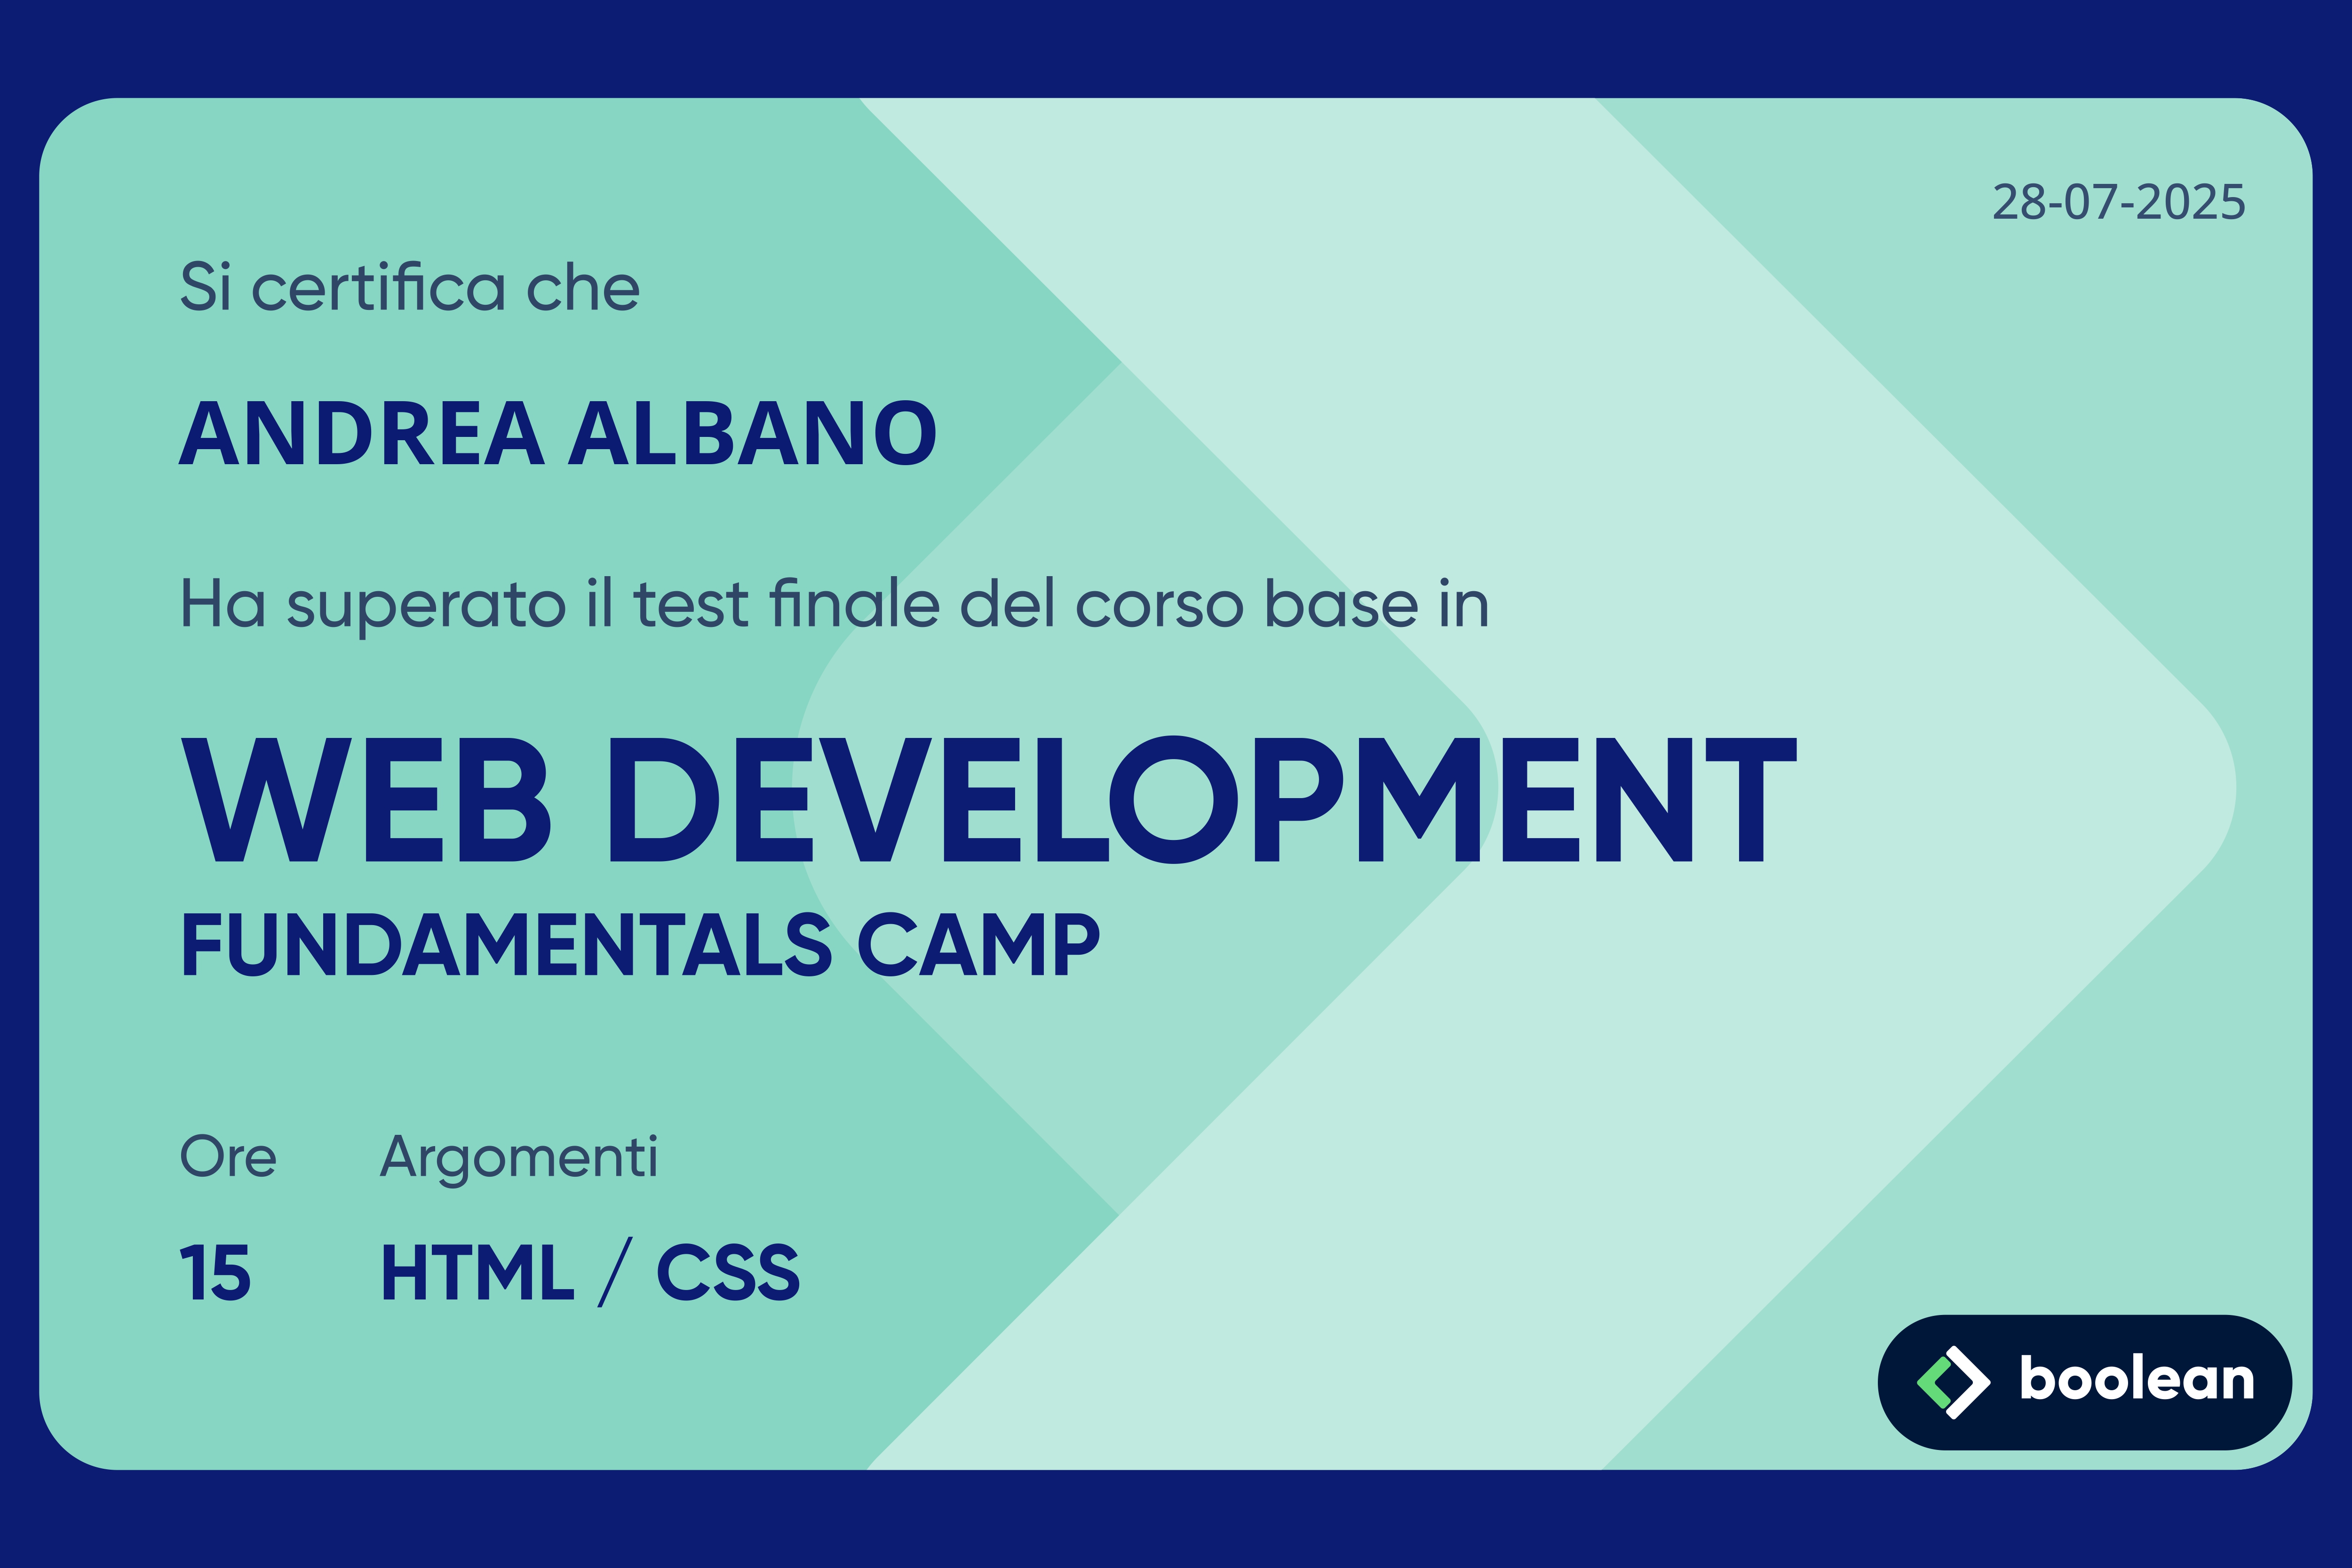 28-07-2025
Si certifica che
ANDREA ALBANO
Ha superato il test finale del corso base in
WEB DEVELOPMENT
FUNDAMENTALS CAMP
Ore Argomenti
15 HTML / CSS
boolean